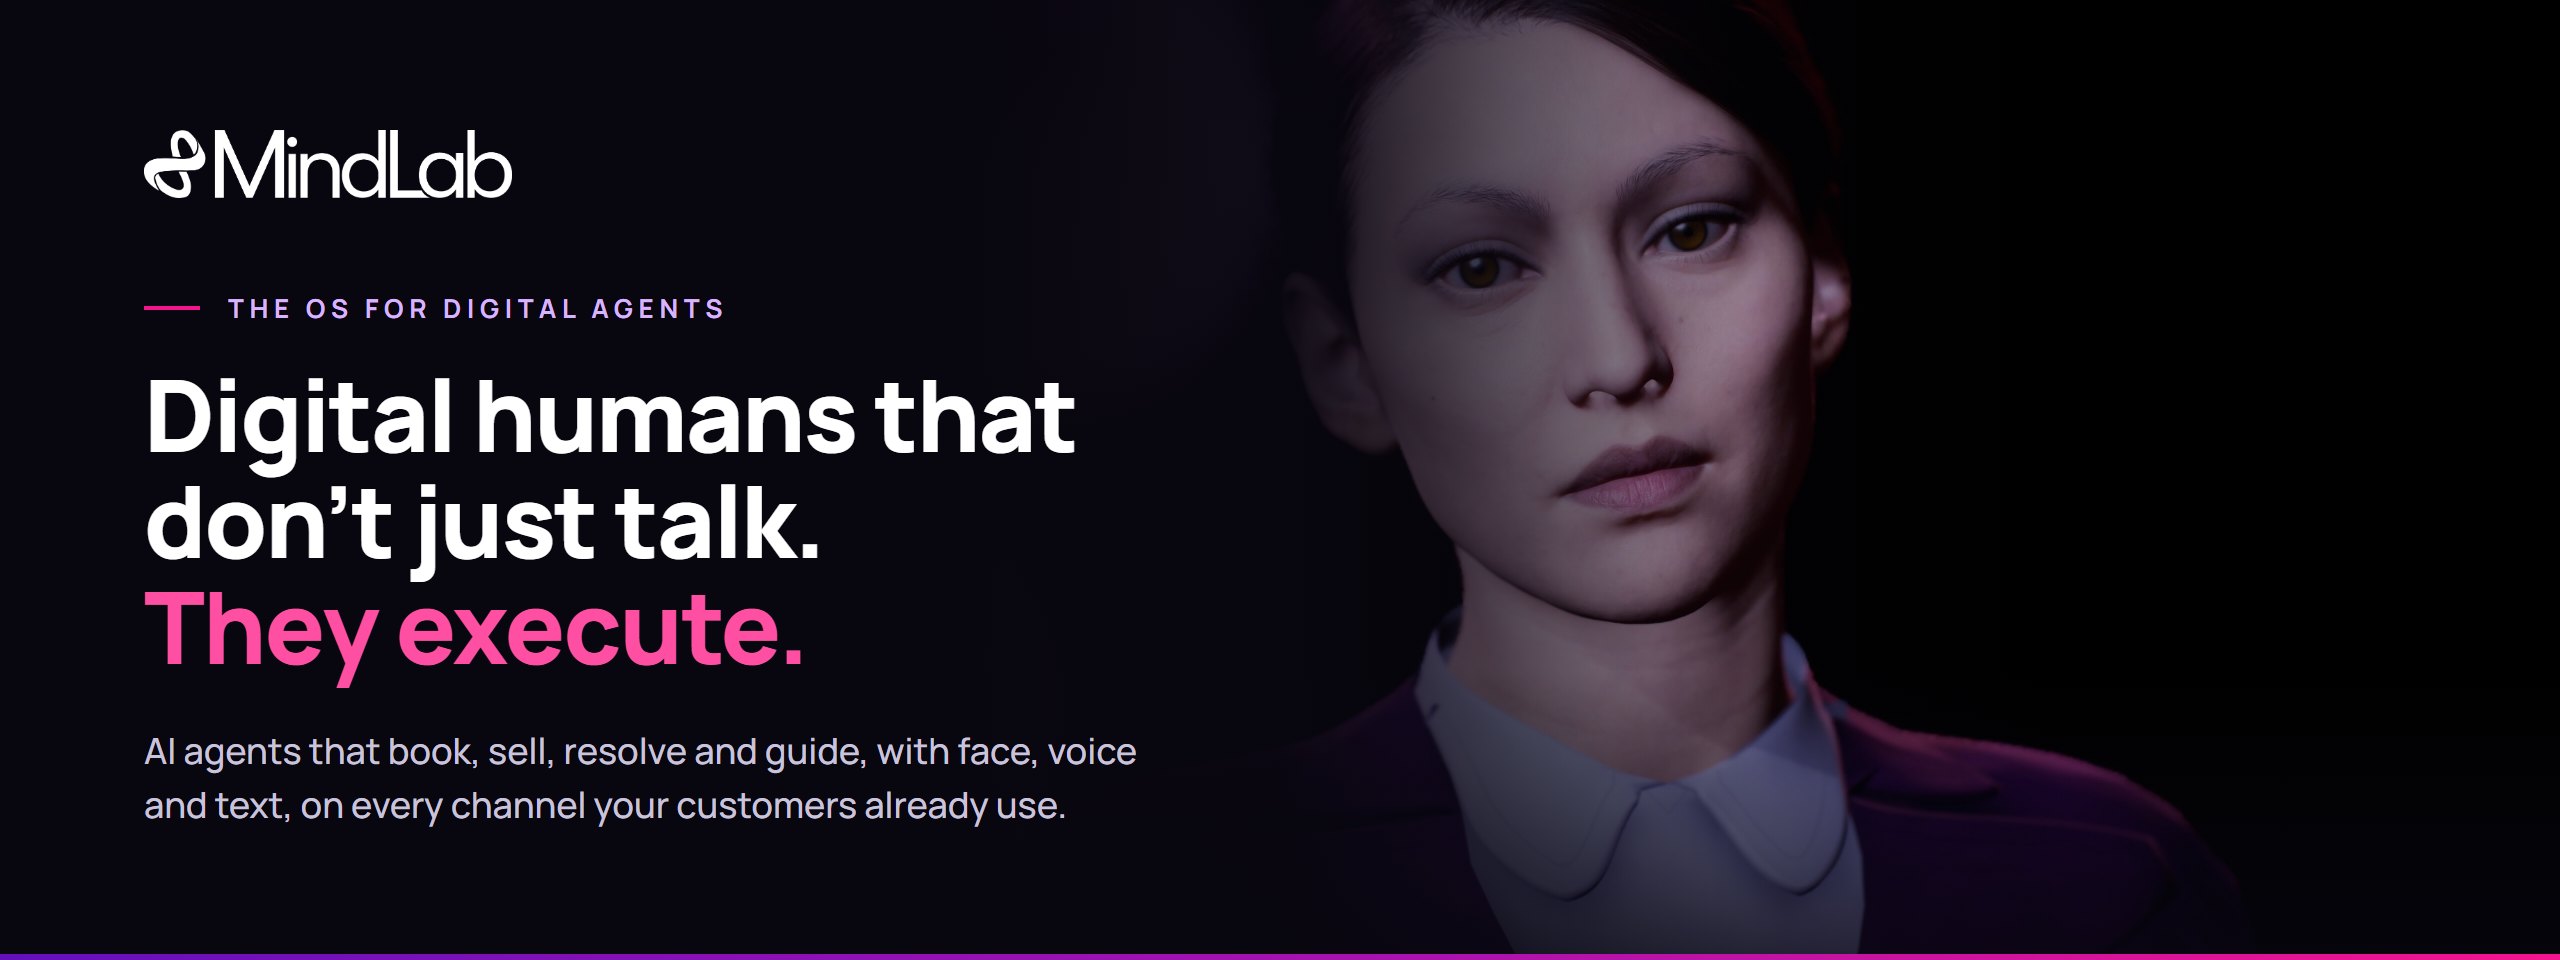 MindLab
THE OS FOR DIGITAL AGENTS
Digital humans that
don’t just talk.
They execute.
AI agents that book, sell, resolve and guide, with face, voice
and text, on every channel your customers already use.